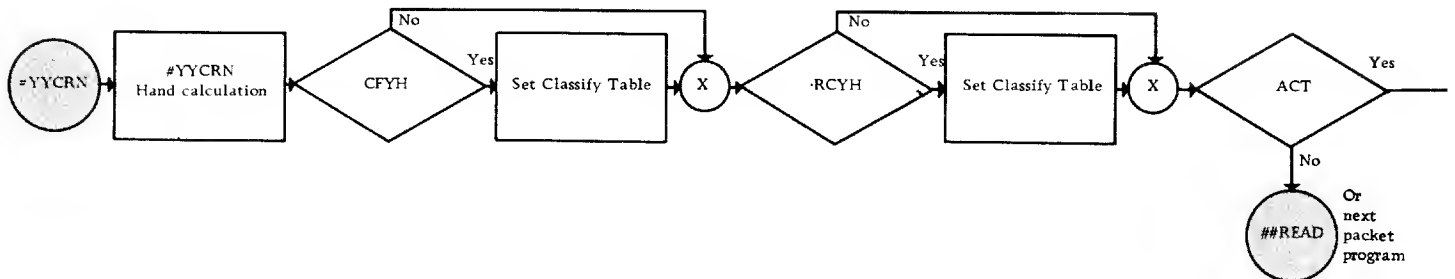 #YYCRN
#YYCRN
Hand calculation
CFYH
No
Yes
Set Classify Table
X
RCYH
No
Yes
Set Classify Table
X
ACT
Yes
No
##READ
Or
next
packet
program